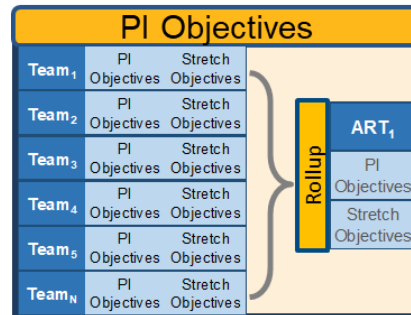 PI Objectives
Team1 PI Objectives Stretch Objectives
Team2 PI Objectives Stretch Objectives
Team3 PI Objectives Stretch Objectives
Team4 PI Objectives Stretch Objectives
Team5 PI Objectives Stretch Objectives
TeamN PI Objectives Stretch Objectives
Rollup
ART1
PI
Objectives
Stretch
Objectives